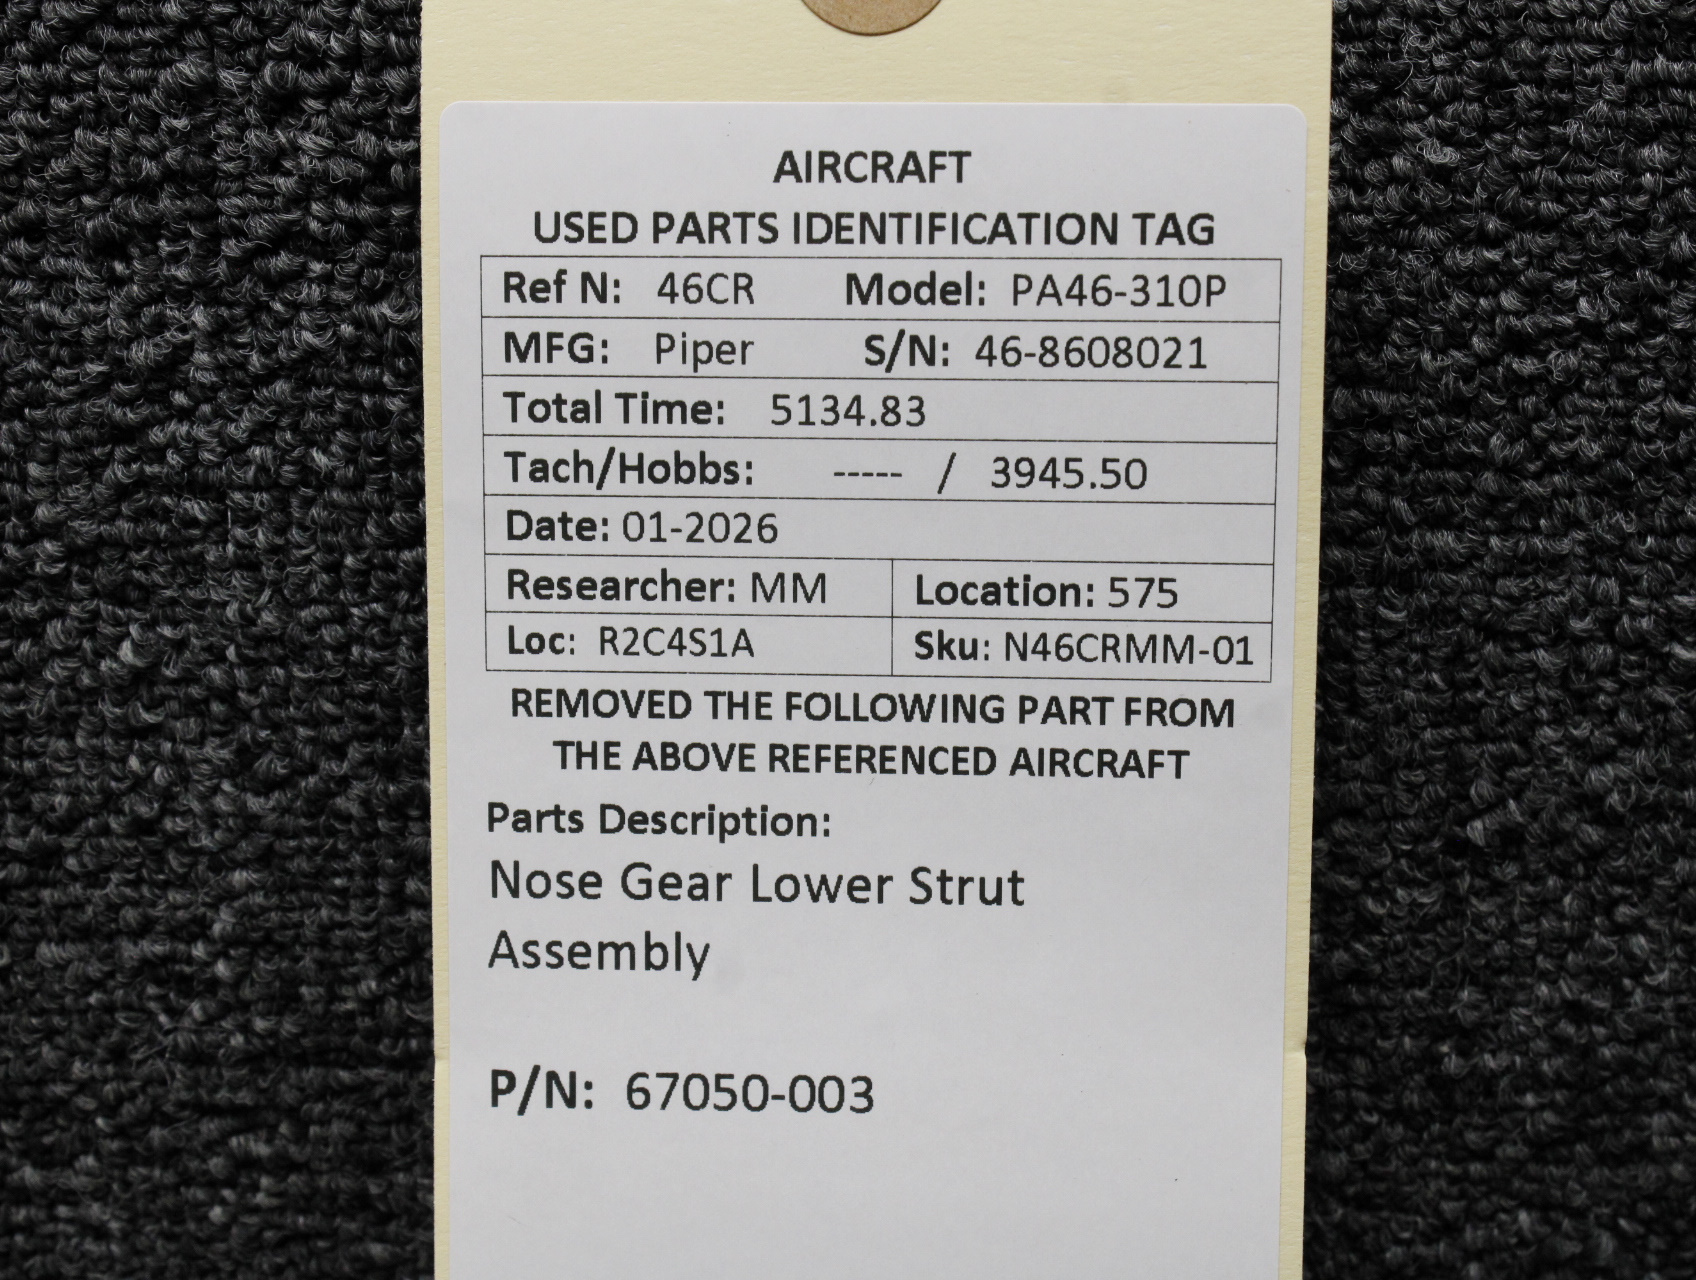 AIRCRAFT
USED PARTS IDENTIFICATION TAG
Ref N: 46CR Model: PA46-310P
MFG: Piper S/N: 46-8608021
Total Time: 5134.83
Tach/Hobbs: ----- / 3945.50
Date: 01-2026
Researcher: MM Location: 575
Loc: R2C4S1A Sku: N46CRMM-01
REMOVED THE FOLLOWING PART FROM
THE ABOVE REFERENCED AIRCRAFT
Parts Description:
Nose Gear Lower Strut
Assembly
P/N: 67050-003